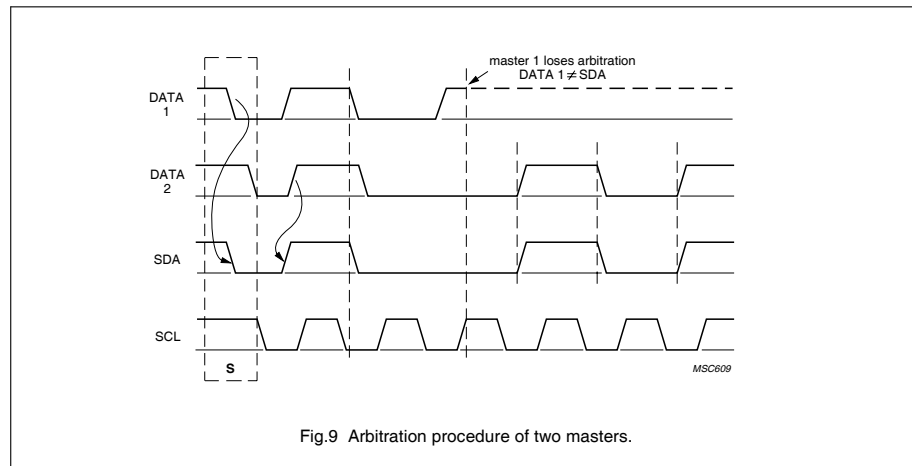 master 1 loses arbitration
DATA 1 ≠ SDA
DATA
1
DATA
2
SDA
SCL
S
MSC609
Fig.9 Arbitration procedure of two masters.